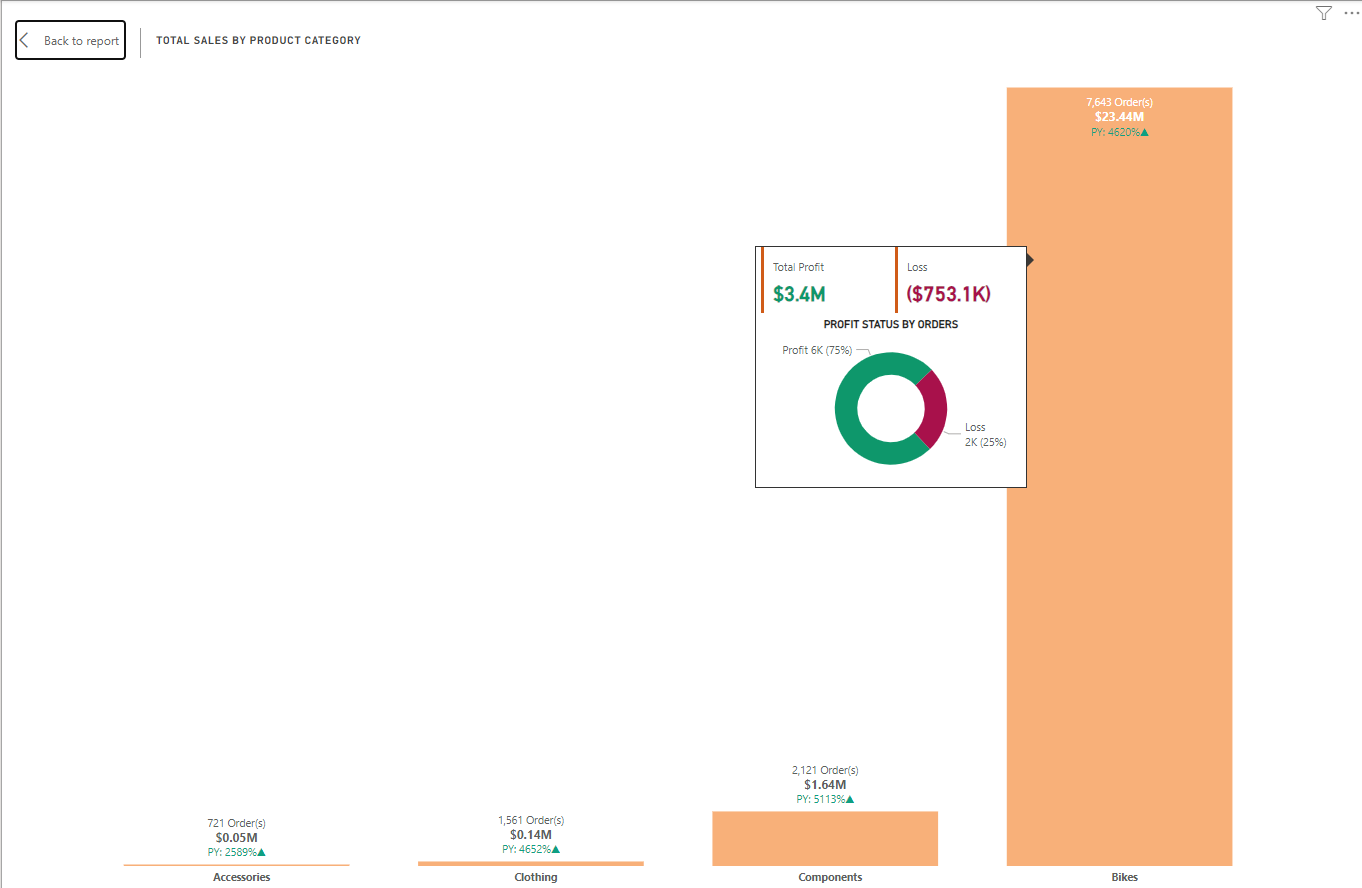 Back to report
TOTAL SALES BY PRODUCT CATEGORY
7,643 Order(s)
$23.44M
PY: 4620%▲
Total Profit
$3.4M
Loss
($753.1K)
PROFIT STATUS BY ORDERS
Profit 6K (75%)
Loss
2K (25%)
2,121 Order(s)
$1.64M
PY: 5113%▲
721 Order(s)
$0.05M
PY: 2589%▲
1,561 Order(s)
$0.14M
PY: 4652%▲
Accessories
Clothing
Components
Bikes